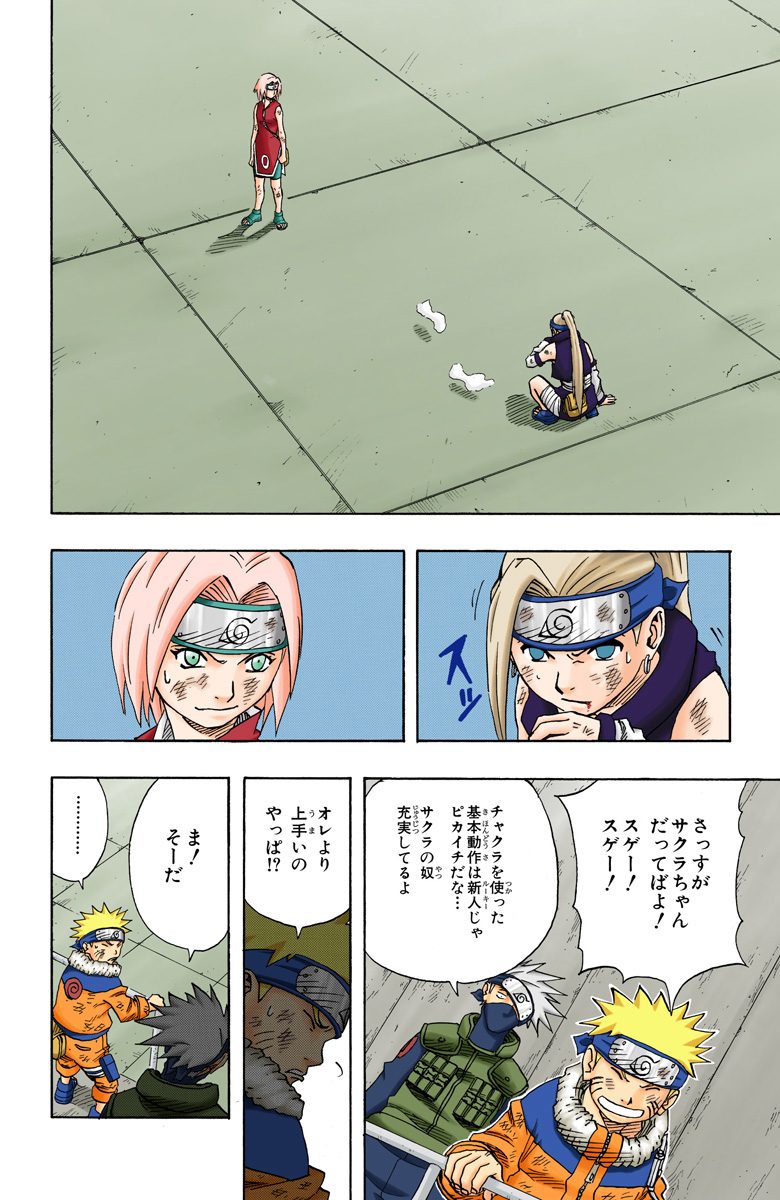 スッ
さっすが
サクラちゃん
だってばよ！
スゲー！
スゲー！
チャクラを使った
基本動作は新人じゃ
ピカイチだな…
サクラの奴
充実してるよ
オレより
上手いの
やっぱ!?
ま！
そーだ
…………